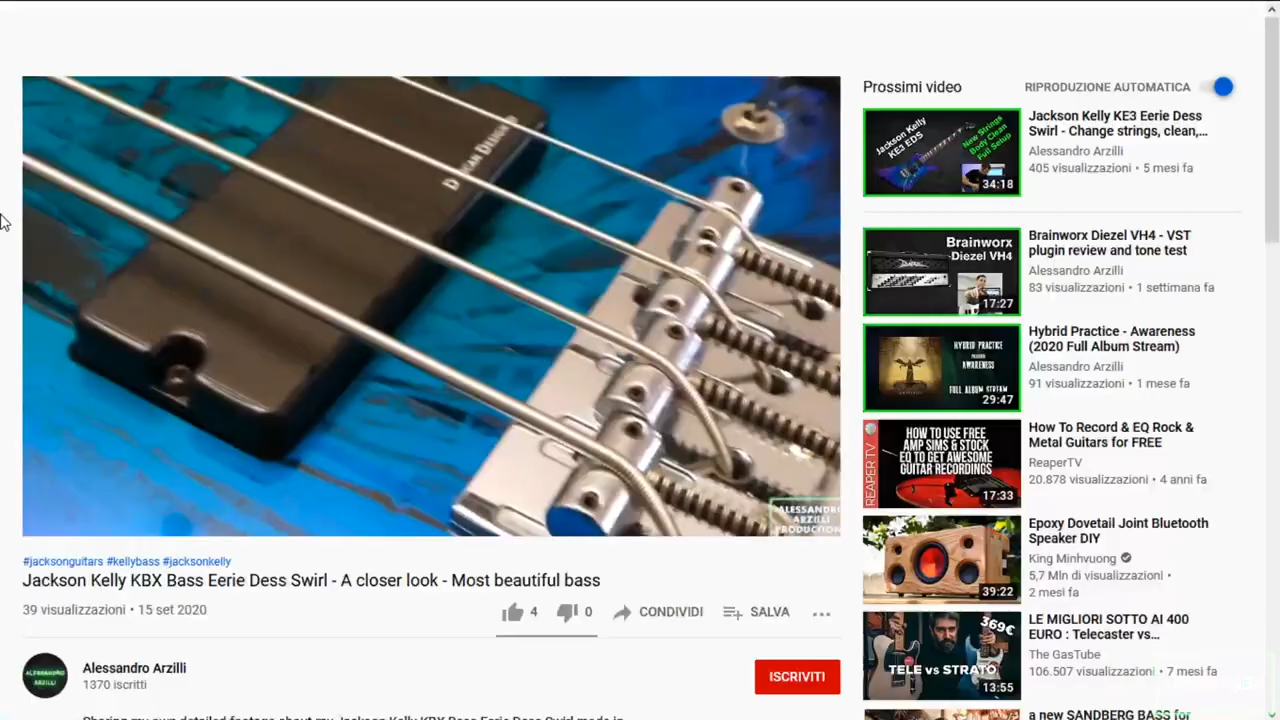 DUNCAN DESIGNED
ALESSANDRO
ARZILLI
PRODUCTION
#jacksonguitars #kellybass #jacksonkelly
Jackson Kelly KBX Bass Eerie Dess Swirl - A closer look - Most beautiful bass
39 visualizzazioni • 15 set 2020
4
0
CONDIVIDI
SALVA
ALESSANDRO
ARZILLI
Alessandro Arzilli
1370 iscritti
ISCRIVITI
Prossimi video
RIPRODUZIONE AUTOMATICA
Jackson Kelly
KE3 EDS
New Strings
Body Clean
Full Setup
34:18
Jackson Kelly KE3 Eerie Dess
Swirl - Change strings, clean,...
Alessandro Arzilli
405 visualizzazioni • 5 mesi fa
Brainworx
Diezel VH4
17:27
Brainworx Diezel VH4 - VST
plugin review and tone test
Alessandro Arzilli
83 visualizzazioni • 1 settimana fa
HYBRID PRACTICE
AWARENESS
FULL ALBUM STREAM
29:47
Hybrid Practice - Awareness
(2020 Full Album Stream)
Alessandro Arzilli
91 visualizzazioni • 1 mese fa
REAPER TV
HOW TO USE FREE
AMP SIMS & STOCK
EQ TO GET AWESOME
GUITAR RECORDINGS
17:33
How To Record & EQ Rock &
Metal Guitars for FREE
ReaperTV
20.878 visualizzazioni • 4 anni fa
39:22
Epoxy Dovetail Joint Bluetooth
Speaker DIY
King Minhvuong
5,7 Mln di visualizzazioni •
2 mesi fa
369€
TELE vs STRATO
13:55
LE MIGLIORI SOTTO AI 400
EURO : Telecaster vs...
The GasTube
106.507 visualizzazioni • 7 mesi fa
a new SANDBERG BASS for